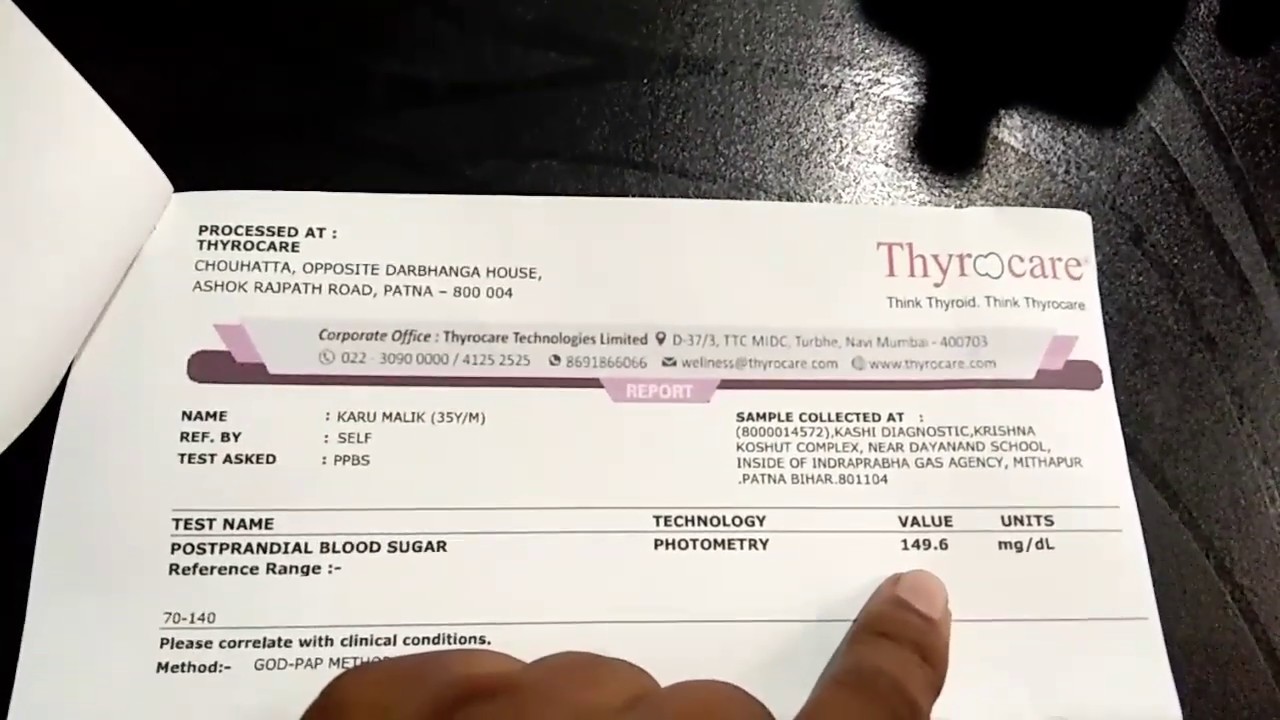 PROCESSED AT :
THYROCARE
CHOUHATTA, OPPOSITE DARBHANGA HOUSE,
ASHOK RAJPATH ROAD, PATNA – 800 004
Thyrocare
Think Thyroid. Think Thyrocare
Corporate Office : Thyrocare Technologies Limited D-37/3, TTC MIDC, Turbhe, Navi Mumbai - 400703
022 - 3090 0000 / 4125 2525 8691866066 wellness@thyrocare.com www.thyrocare.com
REPORT
NAME : KARU MALIK (35Y/M)
REF. BY : SELF
TEST ASKED : PPBS
SAMPLE COLLECTED AT :
(8000014572),KASHI DIAGNOSTIC,KRISHNA
KOSHUT COMPLEX, NEAR DAYANAND SCHOOL,
INSIDE OF INDRAPRABHA GAS AGENCY, MITHAPUR
.PATNA BIHAR.801104
TEST NAME TECHNOLOGY VALUE UNITS
POSTPRANDIAL BLOOD SUGAR PHOTOMETRY 149.6 mg/dL
Reference Range :-
70-140
Please correlate with clinical conditions.
Method:- GOD-PAP METHOD